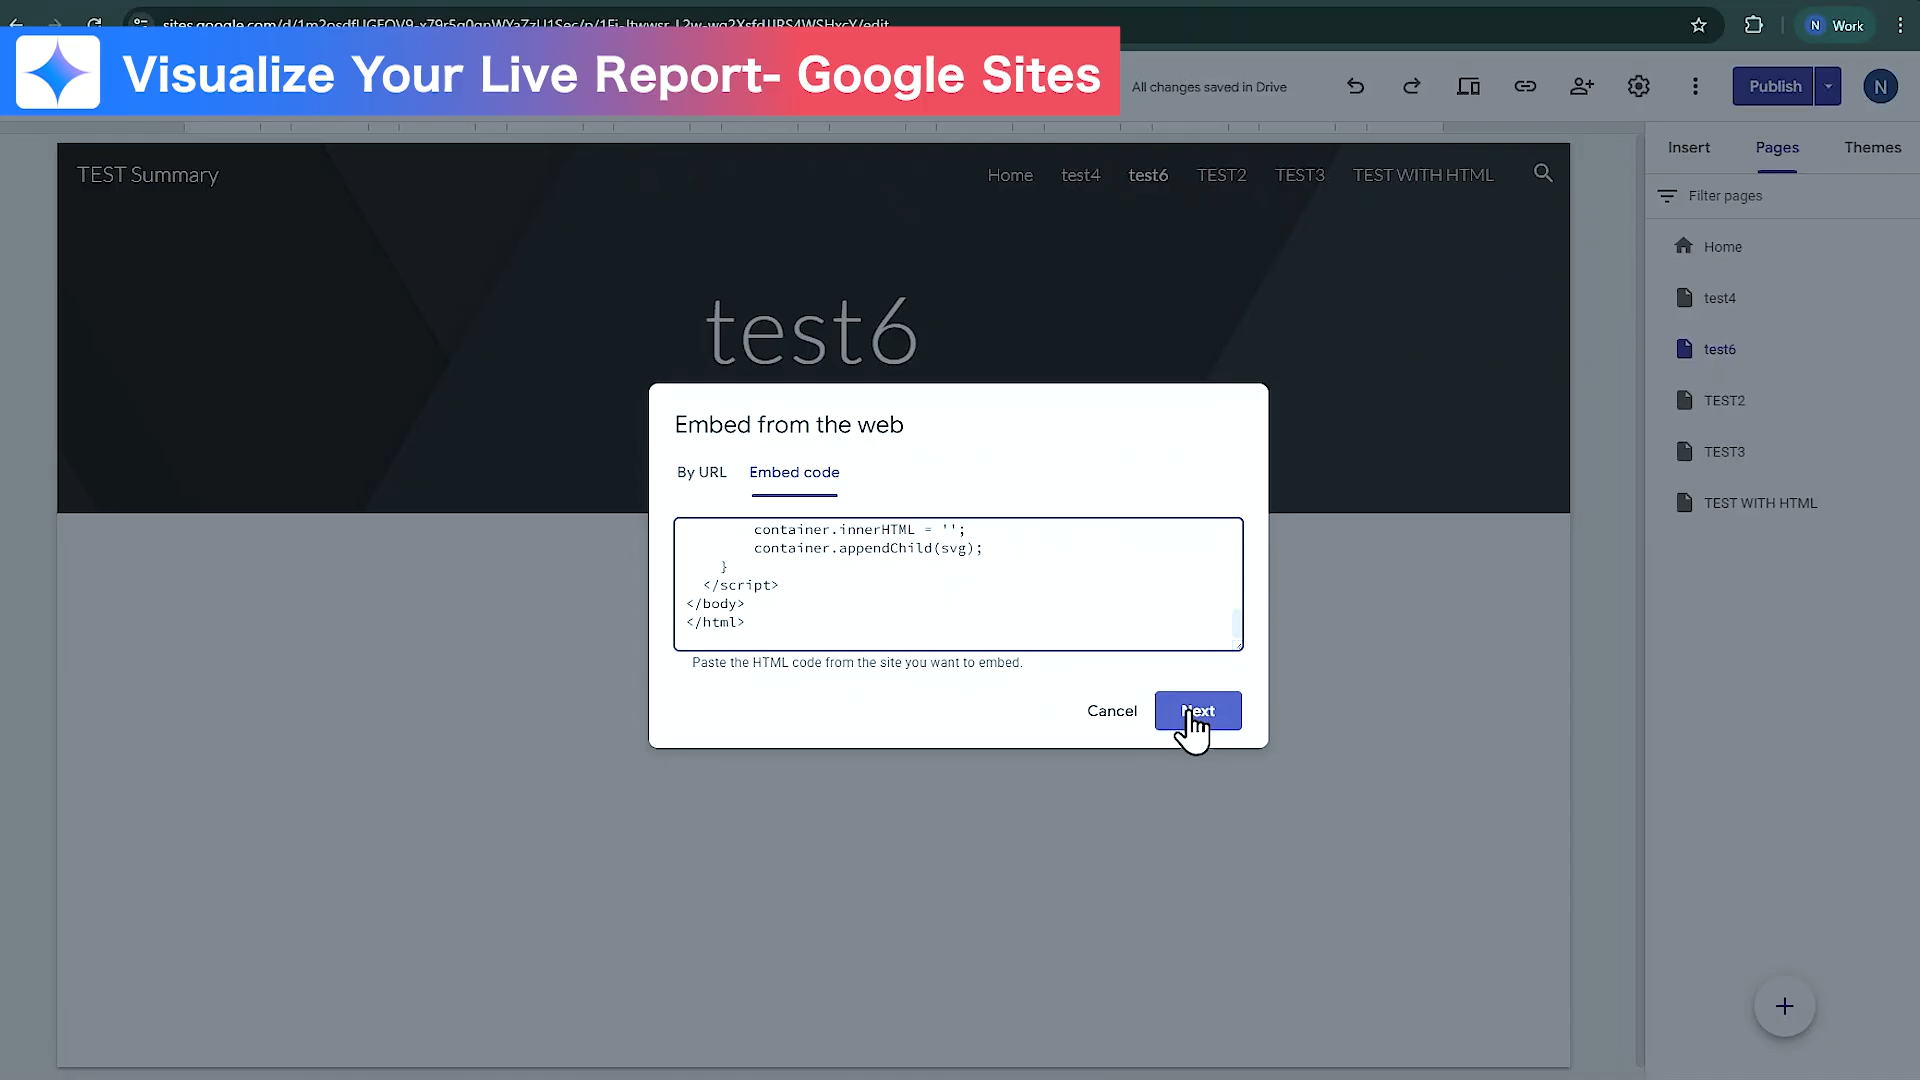 Visualize Your Live Report- Google Sites
Work
All changes saved in Drive
Publish
N
TEST Summary
Home
test4
test6
TEST2
TEST3
TEST WITH HTML
Insert
Pages
Themes
Filter pages
Home
test4
test6
TEST2
TEST3
TEST WITH HTML
test6
Embed from the web
By URL
Embed code
container.innerHTML = '';
container.appendChild(svg);
}
</script>
</body>
</html>
Paste the HTML code from the site you want to embed.
Cancel
Next